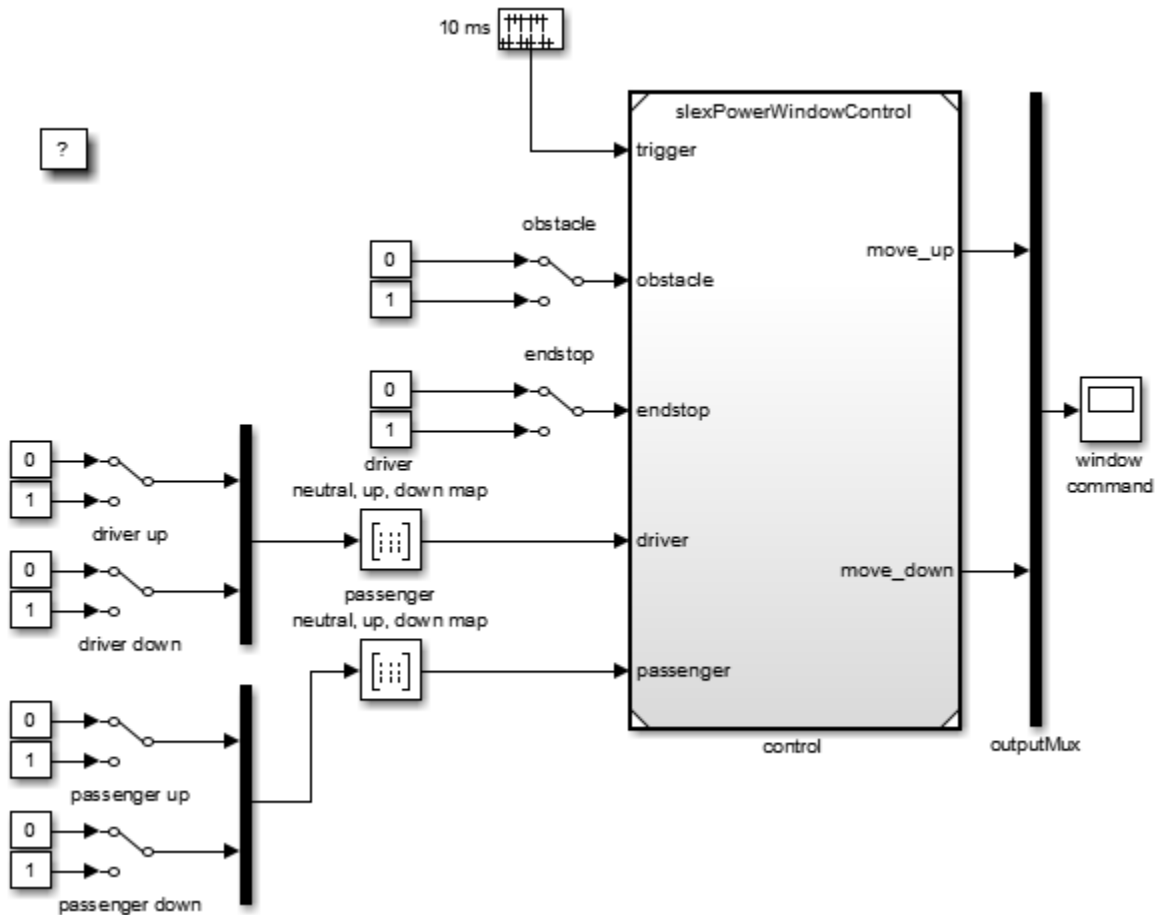 10 ms
?
slexPowerWindowControl
trigger
obstacle
0
1
obstacle
move_up
endstop
0
1
endstop
driver
neutral, up, down map
driver
0
1
driver up
0
1
driver down
passenger
neutral, up, down map
passenger
move_down
window
command
0
1
passenger up
0
1
passenger down
control
outputMux